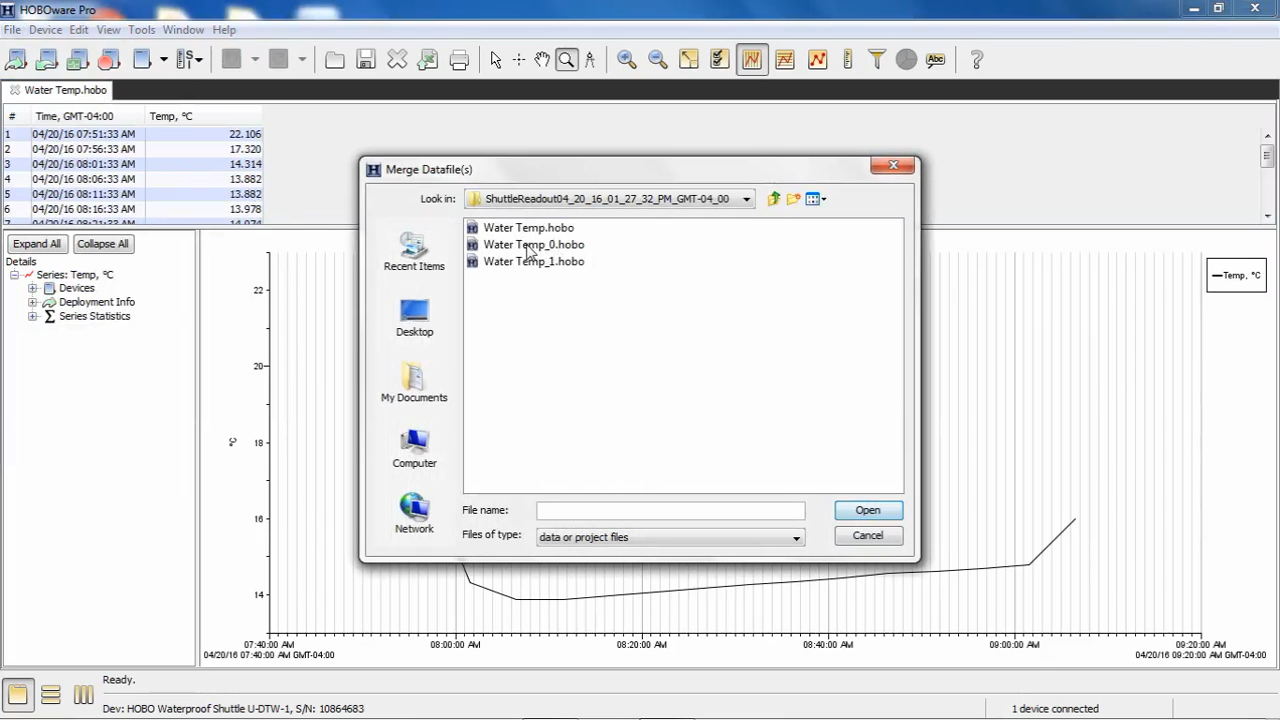 HOBOware Pro
File Device Edit View Tools Window Help
Abc
Water Temp.hobo
# Time, GMT-04:00 Temp, °C
1 04/20/16 07:51:33 AM 22.106
2 04/20/16 07:56:33 AM 17.320
3 04/20/16 08:01:33 AM 14.314
4 04/20/16 08:06:33 AM 13.882
5 04/20/16 08:11:33 AM 13.882
6 04/20/16 08:16:33 AM 13.978
Expand All Collapse All
Details
Series: Temp, °C
Devices
Deployment Info
Series Statistics
Merge Datafile(s)
Look in: ShuttleReadout04_20_16_01_27_32_PM_GMT-04_00
Water Temp.hobo
Water Temp_0.hobo
Water Temp_1.hobo
Recent Items
Desktop
My Documents
Computer
Network
File name: Open
Files of type: data or project files Cancel
Temp, °C
22
20
18
16
14
°C
07:40:00 AM 08:00:00 AM 08:20:00 AM 08:40:00 AM 09:00:00 AM 09:20:00 AM
04/20/16 07:40:00 AM GMT-04:00 04/20/16 09:20:00 AM GMT-04:00
Ready.
Dev: HOBO Waterproof Shuttle U-DTW-1, S/N: 10864683 1 device connected